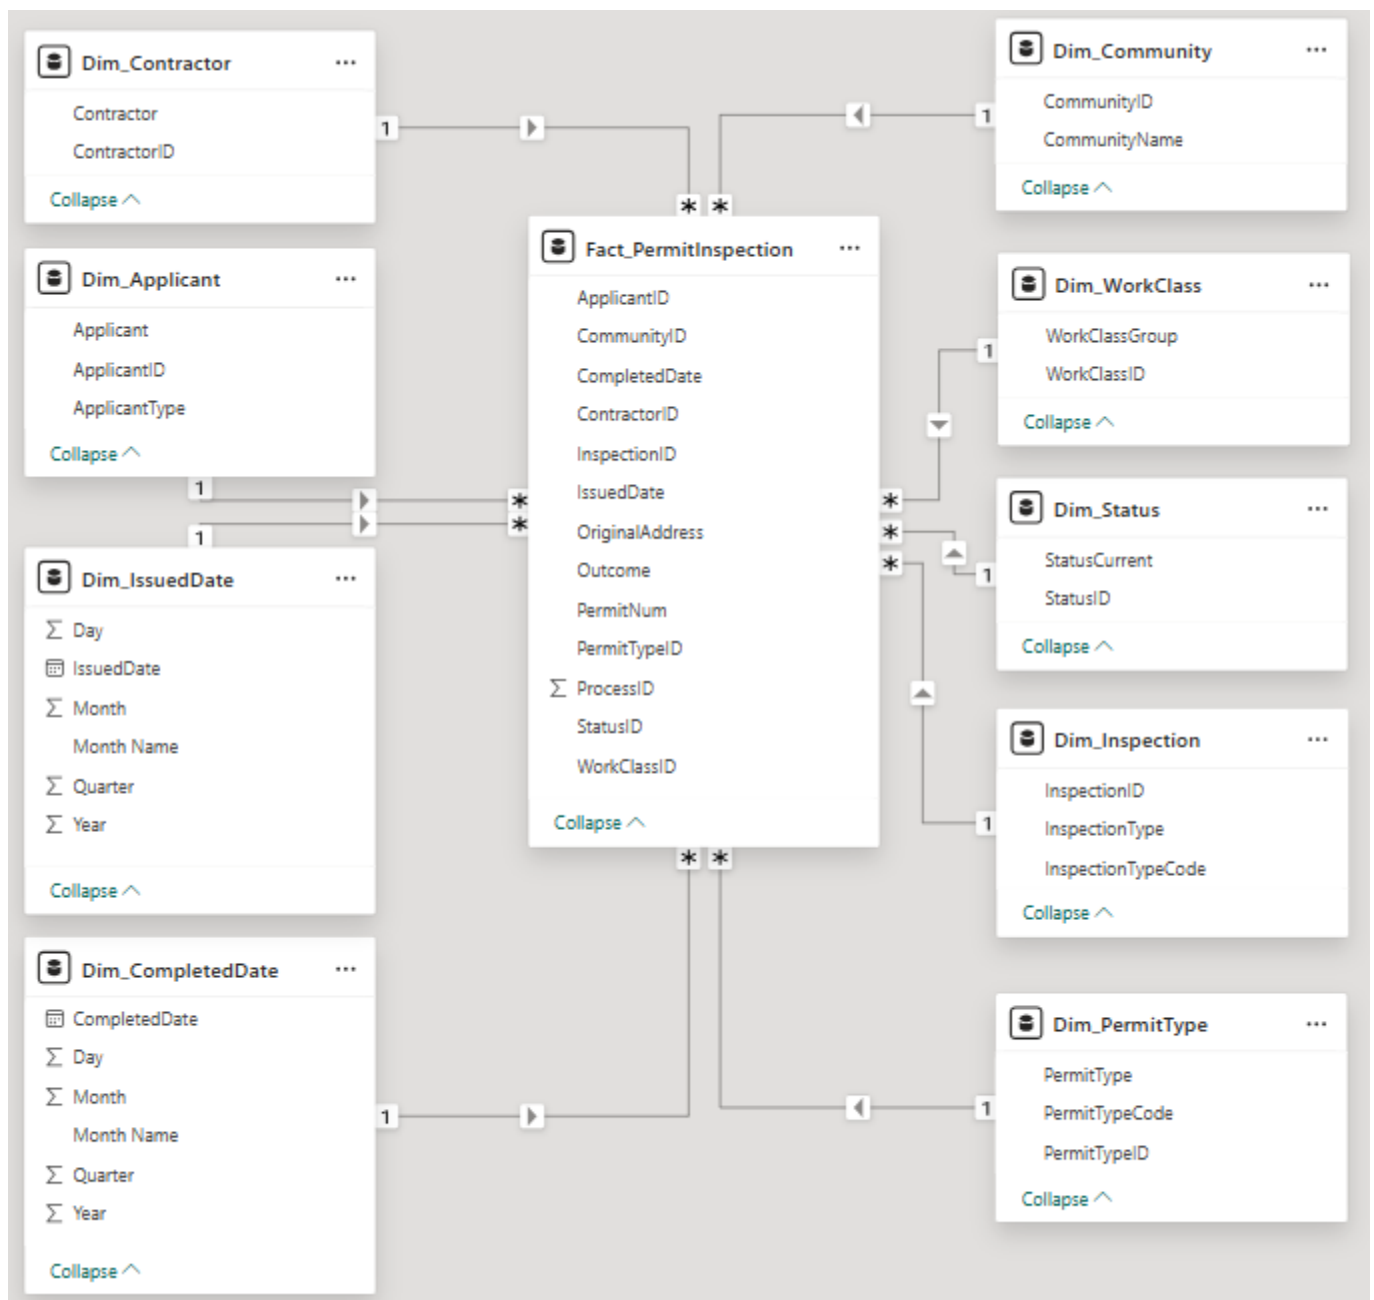 Dim_Contractor
Contractor
ContractorID
Collapse
Dim_Applicant
Applicant
ApplicantID
ApplicantType
Collapse
Dim_IssuedDate
Day
IssuedDate
Month
Month Name
Quarter
Year
Collapse
Dim_CompletedDate
CompletedDate
Day
Month
Month Name
Quarter
Year
Collapse
1
1
1
1
*
*
*
*
*
*
*
*
*
Fact_PermitInspection
ApplicantID
CommunityID
CompletedDate
ContractorID
InspectionID
IssuedDate
OriginalAddress
Outcome
PermitNum
PermitTypeID
ProcessID
StatusID
WorkClassID
Collapse
1
1
1
1
1
Dim_Community
CommunityID
CommunityName
Collapse
Dim_WorkClass
WorkClassGroup
WorkClassID
Collapse
Dim_Status
StatusCurrent
StatusID
Collapse
Dim_Inspection
InspectionID
InspectionType
InspectionTypeCode
Collapse
Dim_PermitType
PermitType
PermitTypeCode
PermitTypeID
Collapse